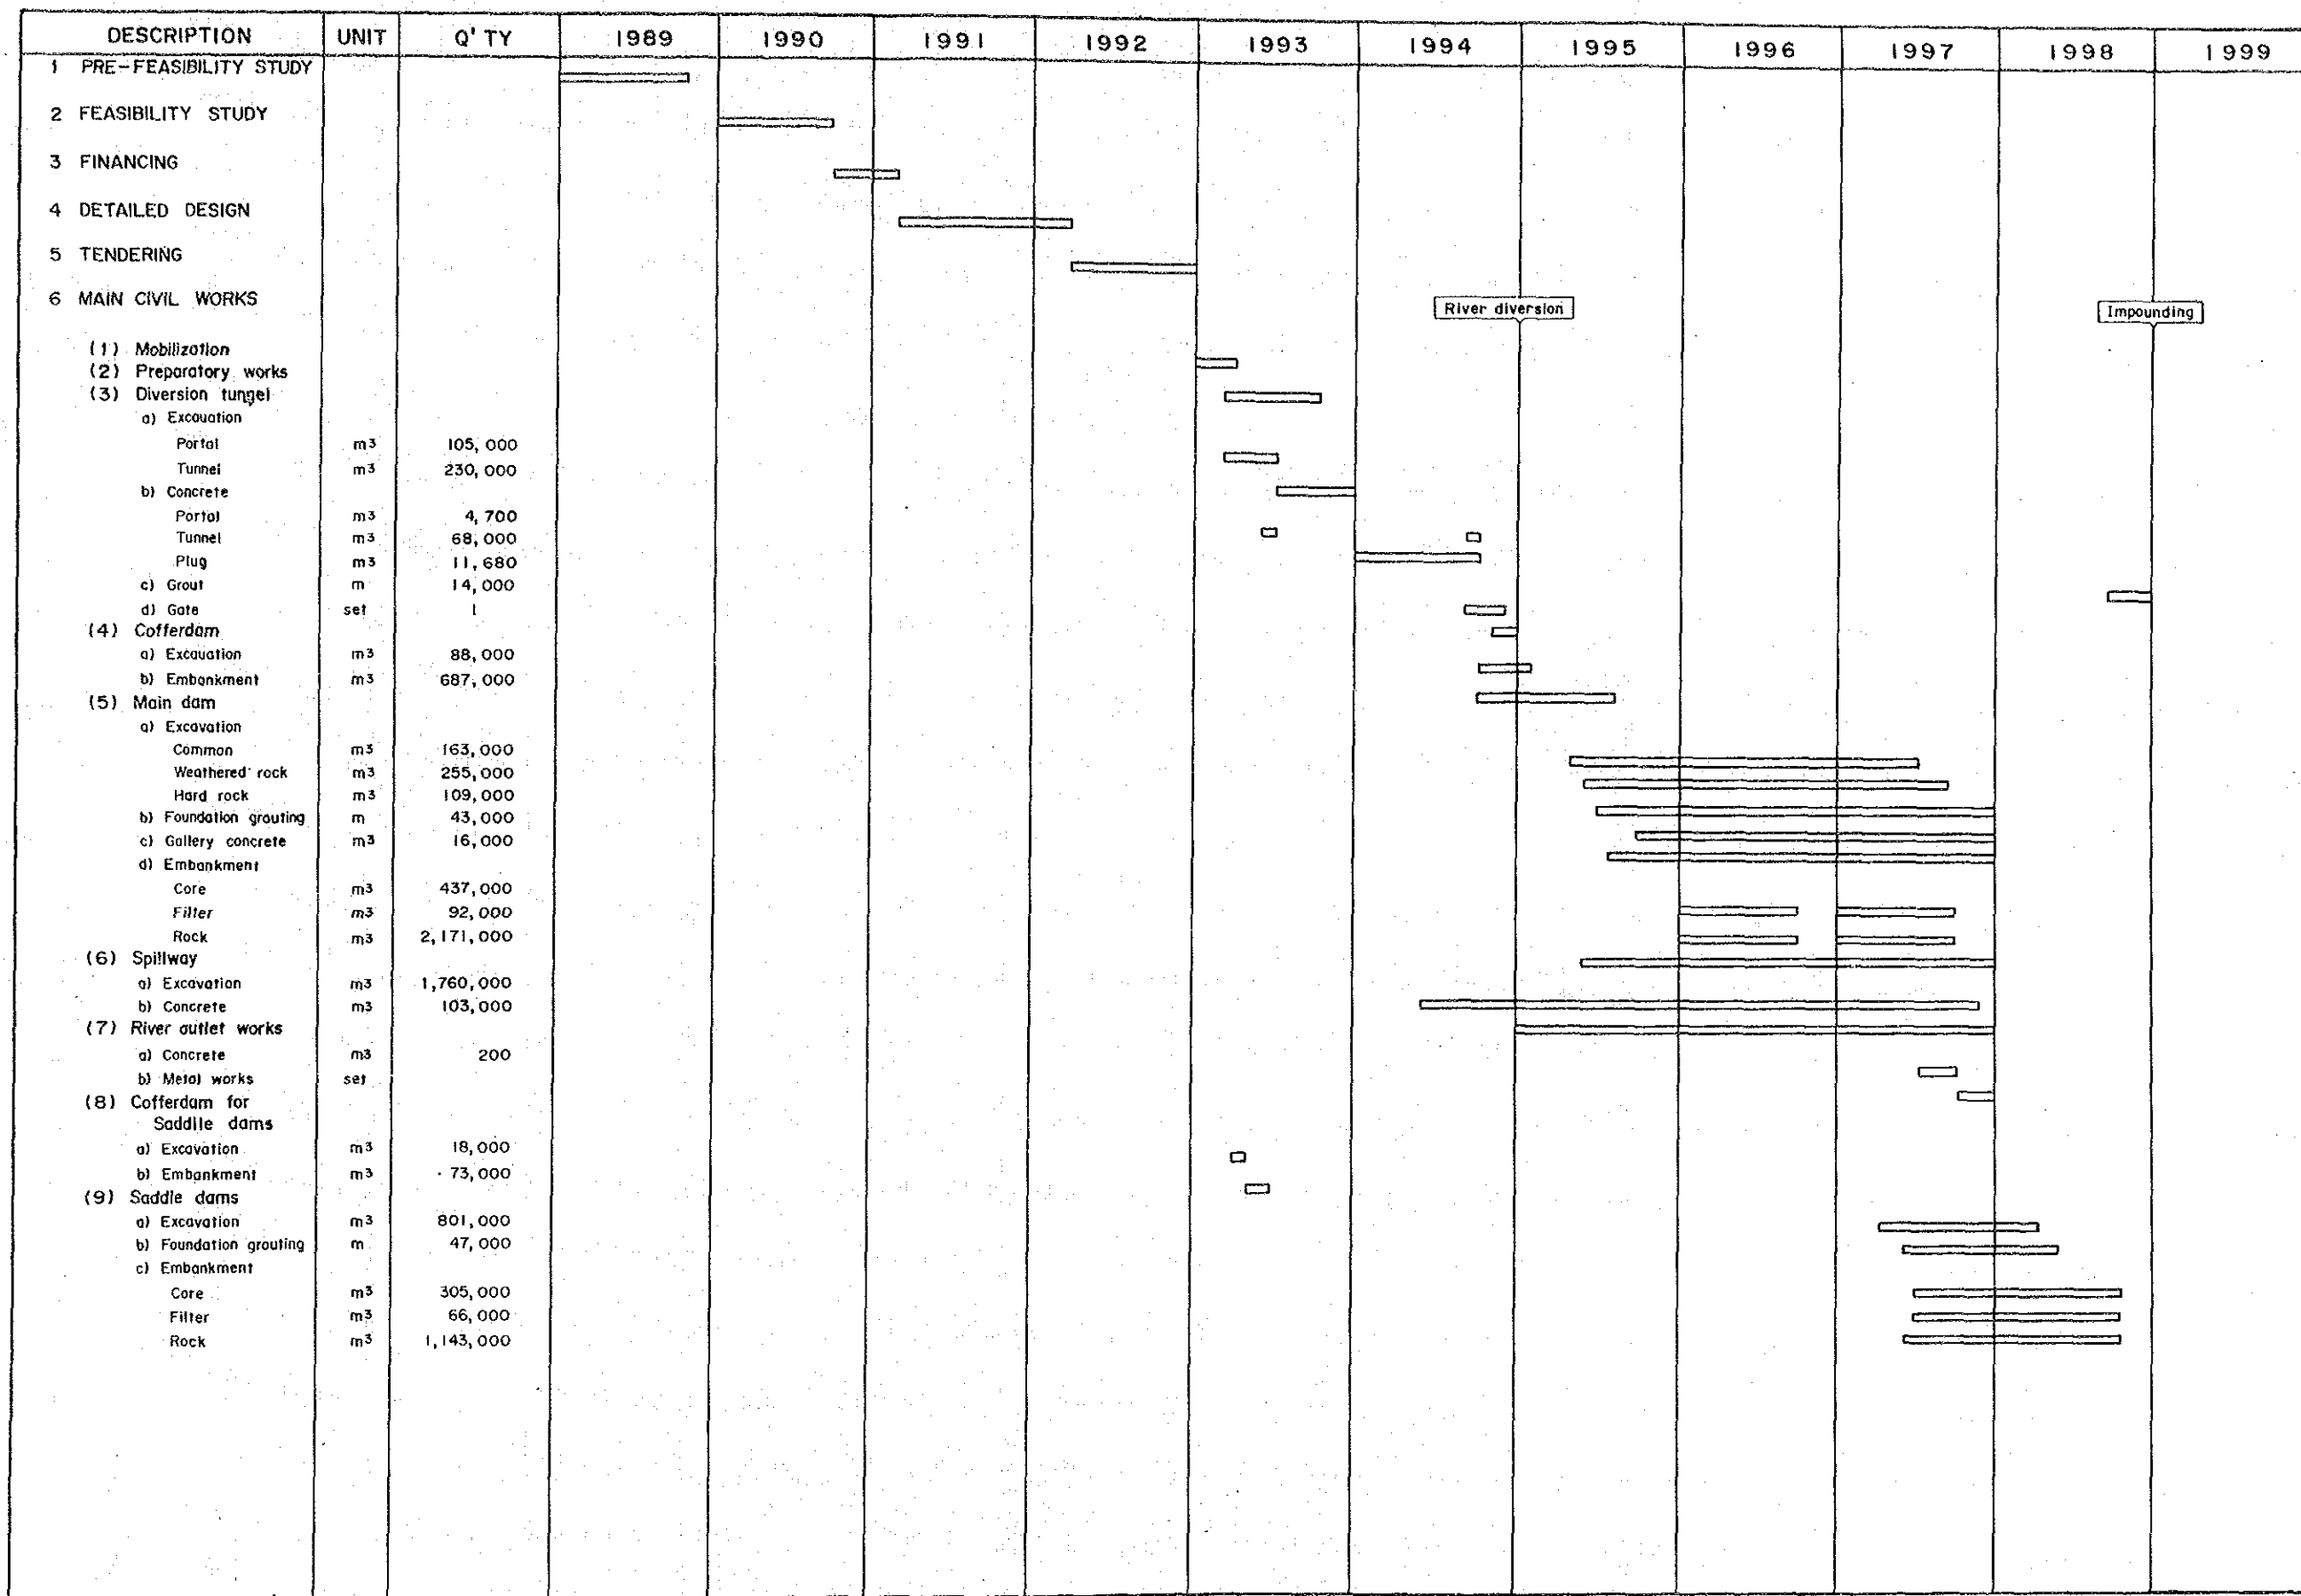 DESCRIPTION UNIT Q'TY 1989 1990 1991 1992 1993 1994 1995 1996 1997 1998 1999
1 PRE-FEASIBILITY STUDY
2 FEASIBILITY STUDY
3 FINANCING
4 DETAILED DESIGN
5 TENDERING
6 MAIN CIVIL WORKS
River diversion
Impounding
(1) Mobilization
(2) Preparatory works
(3) Diversion tungel
a) Excauation
Portal m3 105,000
Tunnel m3 230,000
b) Concrete
Portal m3 4,700
Tunnel m3 68,000
Plug m3 11,680
c) Grout m 14,000
d) Gate set 1
(4) Cofferdam
a) Excauation m3 88,000
b) Embankment m3 687,000
(5) Main dam
a) Excavation
Common m3 163,000
Weathered rock m3 255,000
Hard rock m3 109,000
b) Foundation grouting m 43,000
c) Gallery concrete m3 16,000
d) Embankment
Core m3 437,000
Filter m3 92,000
Rock m3 2,171,000
(6) Spillway
a) Excavation m3 1,760,000
b) Concrete m3 103,000
(7) River outlet works
a) Concrete m3 200
b) Metal works set
(8) Cofferdam for
Saddlle dams
a) Excavation m3 18,000
b) Embankment m3 73,000
(9) Saddle dams
a) Excavation m3 801,000
b) Foundation grouting m 47,000
c) Embankment
Core m3 305,000
Filter m3 66,000
Rock m3 1,143,000